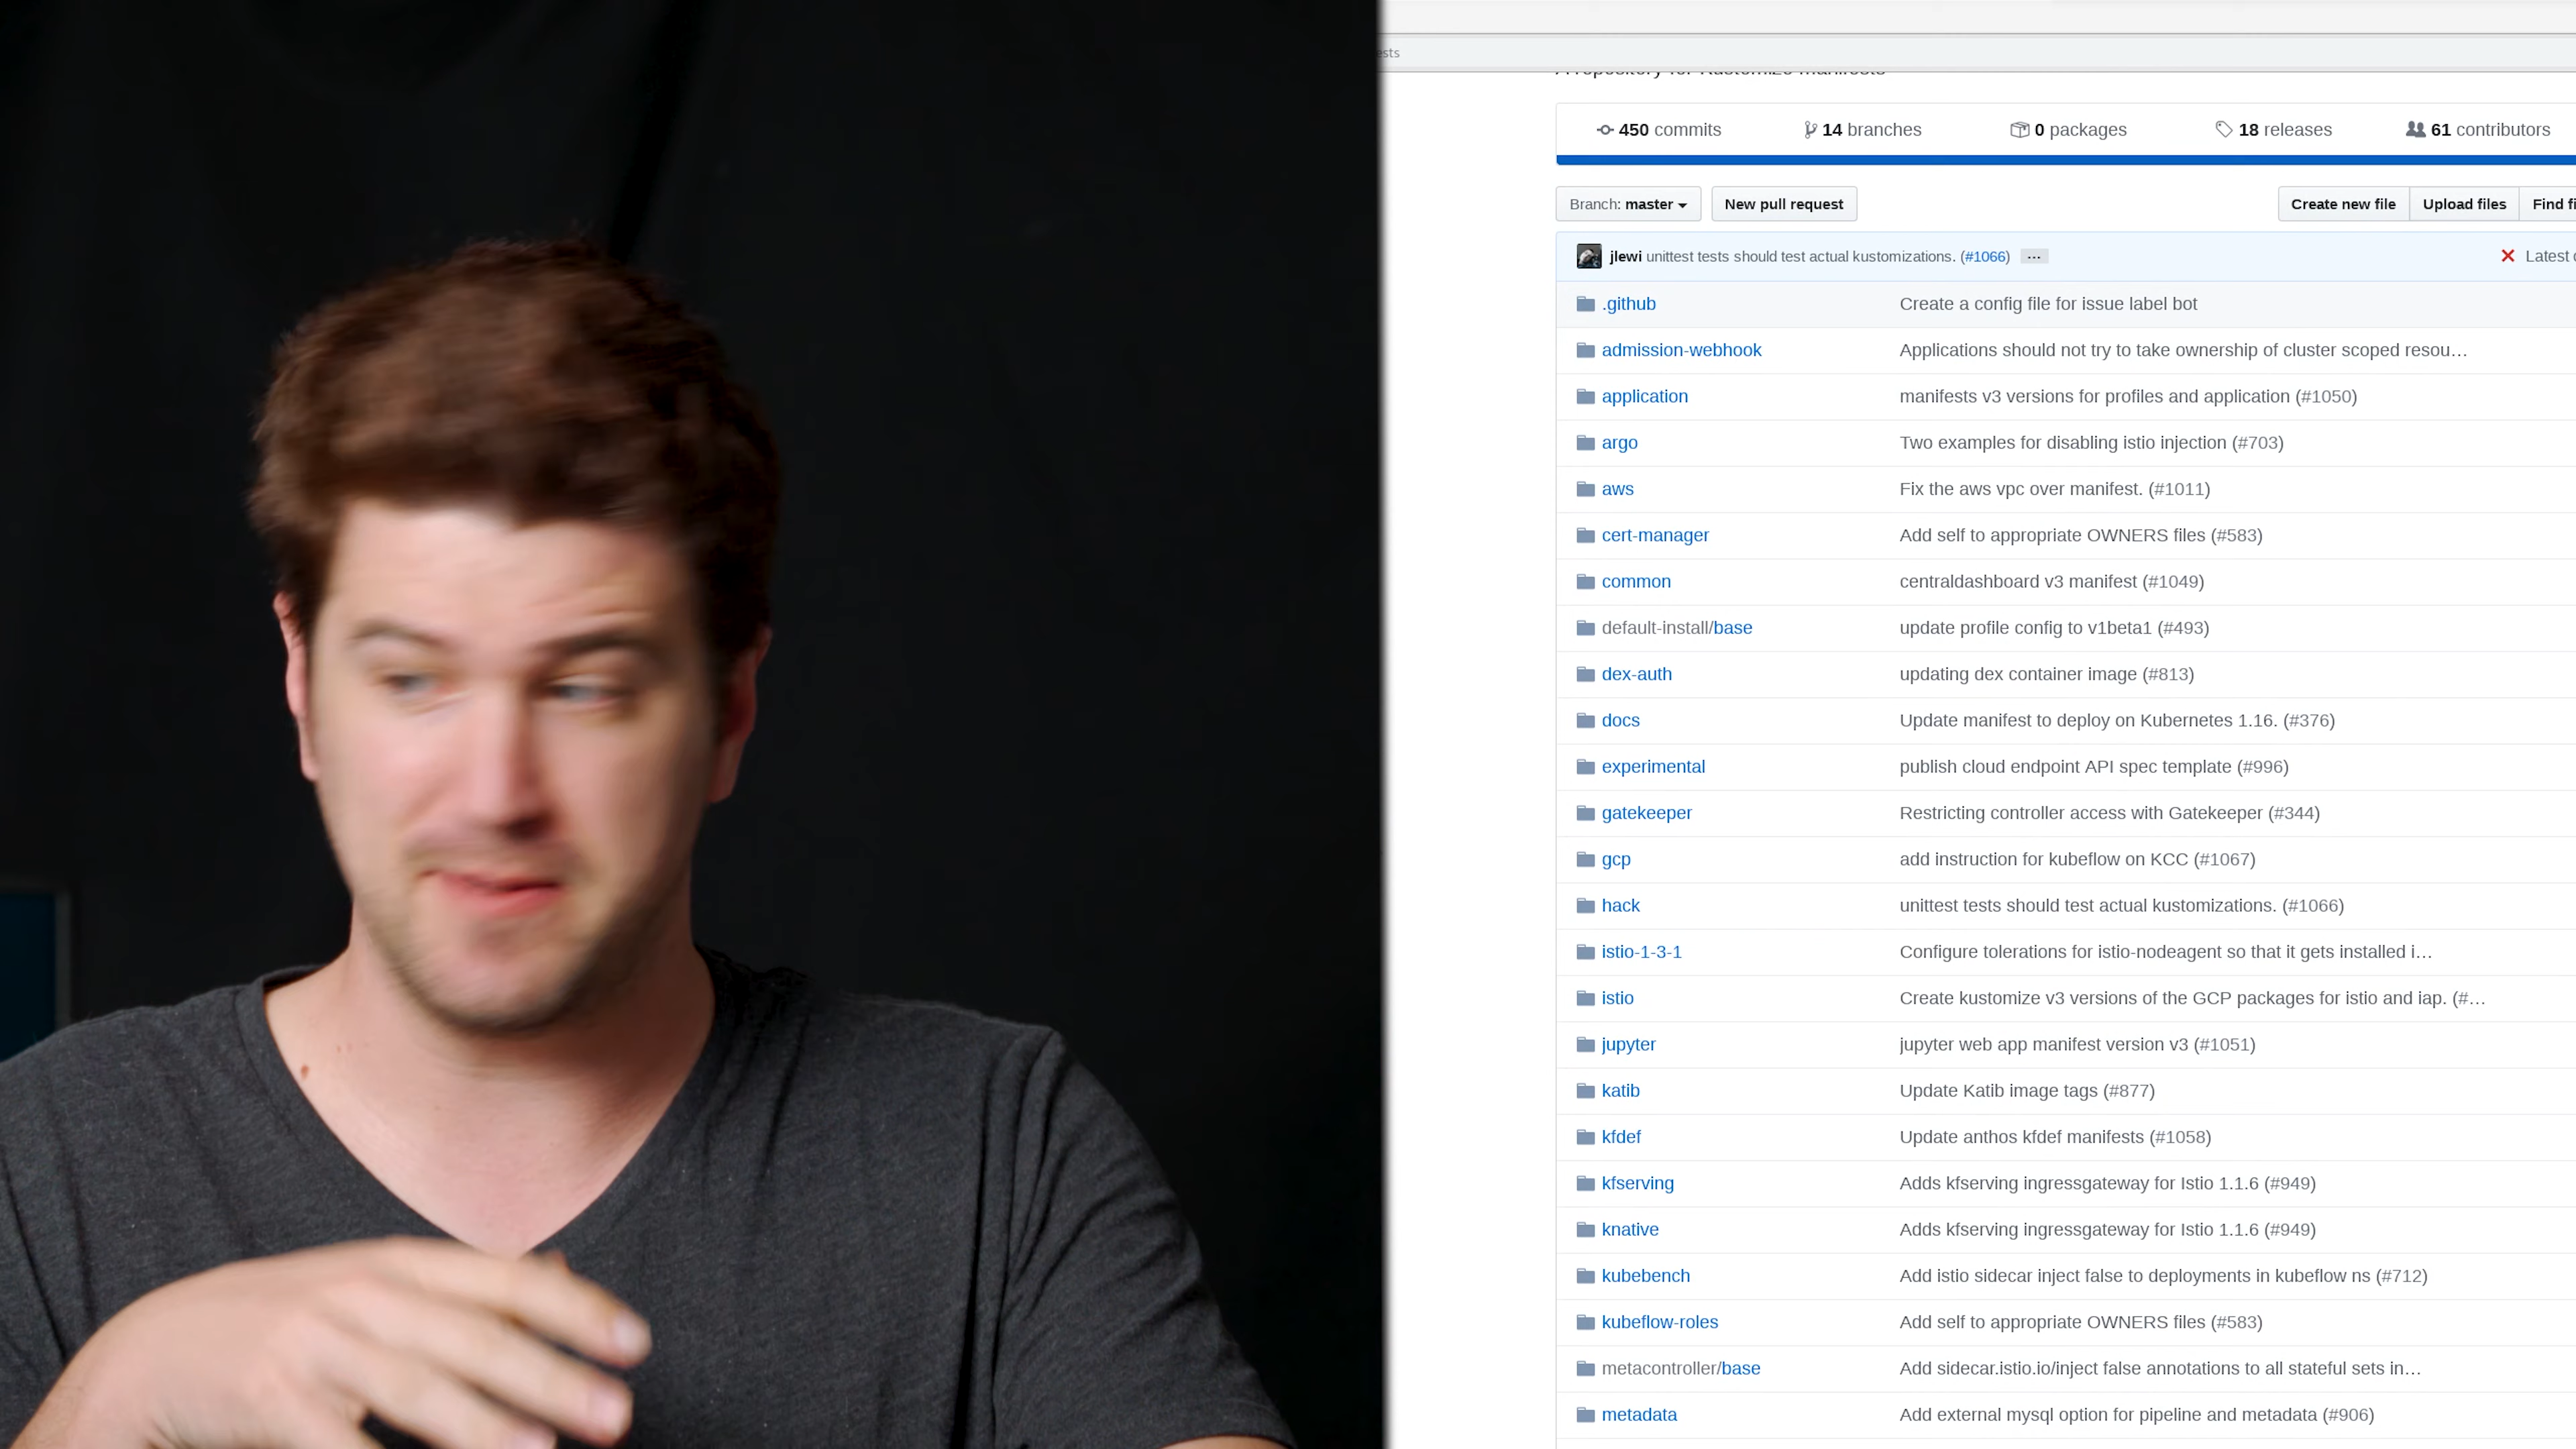 ests
A repository for Kustomize manifests
450 commits 14 branches 0 packages 18 releases 61 contributors
Branch: master New pull request Create new file Upload files Find fi
jlewi unittest tests should test actual kustomizations. (#1066) ... Latest
.github Create a config file for issue label bot
admission-webhook Applications should not try to take ownership of cluster scoped resou…
application manifests v3 versions for profiles and application (#1050)
argo Two examples for disabling istio injection (#703)
aws Fix the aws vpc over manifest. (#1011)
cert-manager Add self to appropriate OWNERS files (#583)
common centraldashboard v3 manifest (#1049)
default-install/base update profile config to v1beta1 (#493)
dex-auth updating dex container image (#813)
docs Update manifest to deploy on Kubernetes 1.16. (#376)
experimental publish cloud endpoint API spec template (#996)
gatekeeper Restricting controller access with Gatekeeper (#344)
gcp add instruction for kubeflow on KCC (#1067)
hack unittest tests should test actual kustomizations. (#1066)
istio-1-3-1 Configure tolerations for istio-nodeagent so that it gets installed i…
istio Create kustomize v3 versions of the GCP packages for istio and iap. (#…
jupyter jupyter web app manifest version v3 (#1051)
katib Update Katib image tags (#877)
kfdef Update anthos kfdef manifests (#1058)
kfserving Adds kfserving ingressgateway for Istio 1.1.6 (#949)
knative Adds kfserving ingressgateway for Istio 1.1.6 (#949)
kubebench Add istio sidecar inject false to deployments in kubeflow ns (#712)
kubeflow-roles Add self to appropriate OWNERS files (#583)
metacontroller/base Add sidecar.istio.io/inject false annotations to all stateful sets in…
metadata Add external mysql option for pipeline and metadata (#906)